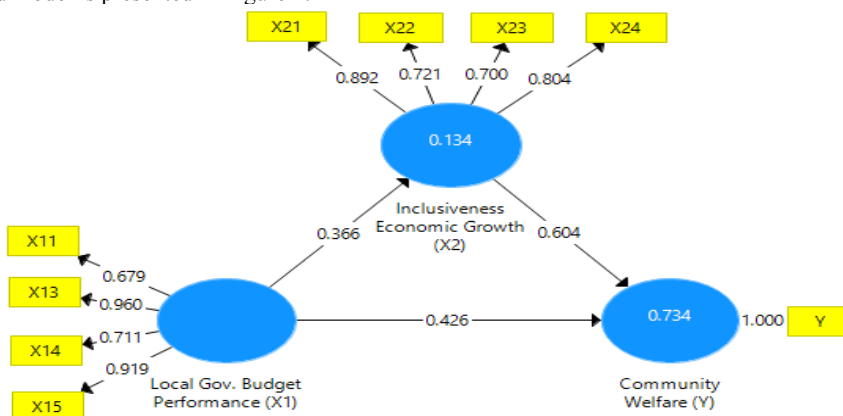 X21 X22 X23 X24
0.892 0.721 0.700 0.804
0.134
Inclusiveness
Economic Growth
(X2)
0.366 0.604
X11
0.679
X13
0.960
0.426
0.734
1.000
Y
X14
0.711
0.919
X15
Local Gov. Budget
Performance (X1)
Community
Welfare (Y)